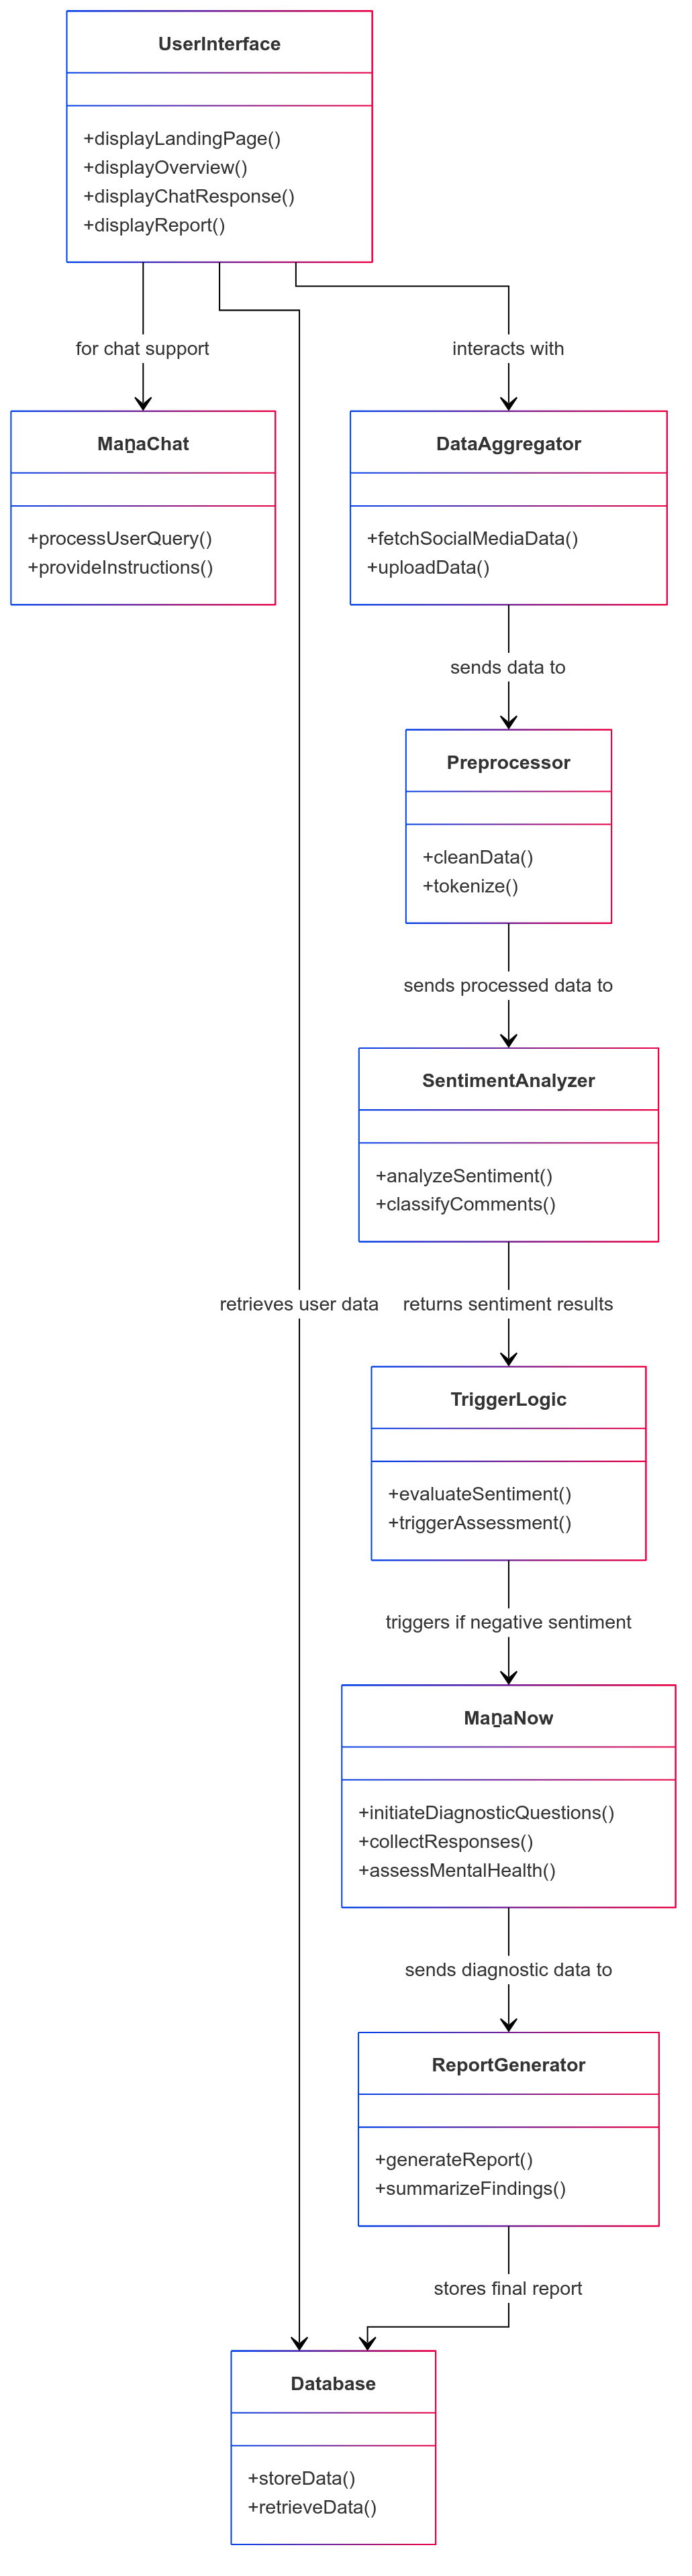 UserInterface
+displayLandingPage()
+displayOverview()
+displayChatResponse()
+displayReport()
for chat support
interacts with
Maṉa̱Chat
+processUserQuery()
+provideInstructions()
DataAggregator
+fetchSocialMediaData()
+uploadData()
sends data to
Preprocessor
+cleanData()
+tokenize()
sends processed data to
SentimentAnalyzer
+analyzeSentiment()
+classifyComments()
retrieves user data
returns sentiment results
TriggerLogic
+evaluateSentiment()
+triggerAssessment()
triggers if negative sentiment
MaṉaNow
+initiateDiagnosticQuestions()
+collectResponses()
+assessMentalHealth()
sends diagnostic data to
ReportGenerator
+generateReport()
+summarizeFindings()
stores final report
Database
+storeData()
+retrieveData()